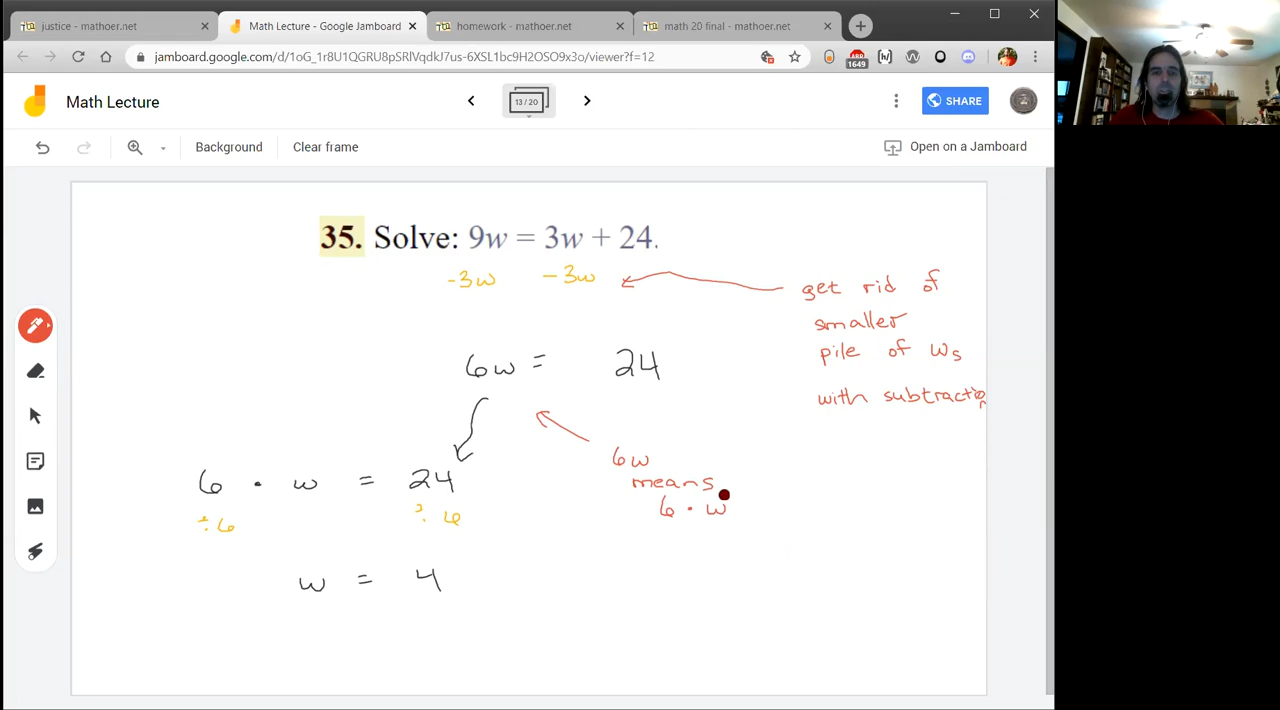 justice - mathoer.net
Math Lecture - Google Jamboard
homework - mathoer.net
math 20 final - mathoer.net
jamboard.google.com/d/1oG_1r8U1QGRU8pSRlVqdkJ7us-6XSL1bc9H2OSO9x3o/viewer?f=12
1649
Math Lecture
13 / 20
SHARE
Background
Clear frame
Open on a Jamboard
35. Solve: 9w = 3w + 24.
-3w -3w
get rid of
smaller
pile of ws
with subtraction
6w = 24
6w
means
6 · w
6 · w = 24
÷6 ÷6
w = 4